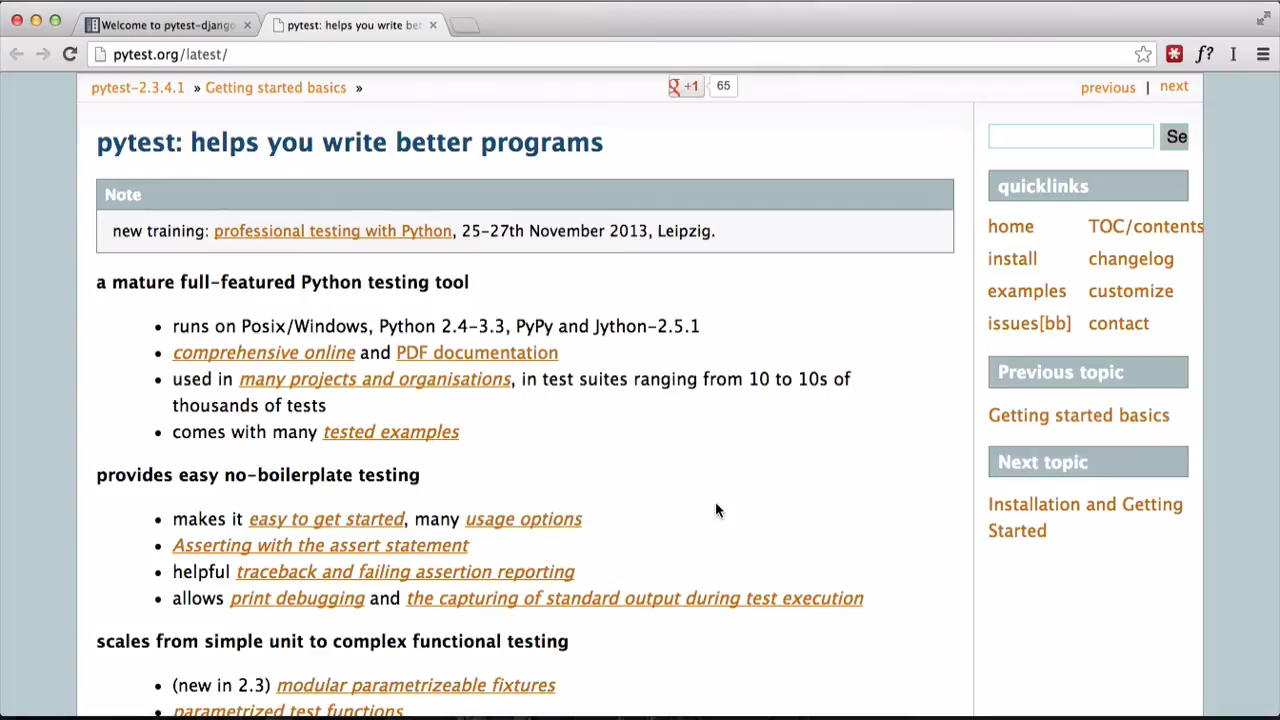 Welcome to pytest-django
pytest: helps you write be
pytest.org/latest/
f?
pytest-2.3.4.1 » Getting started basics »
+1 65
previous | next
pytest: helps you write better programs
Se
Note
new training: professional testing with Python, 25-27th November 2013, Leipzig.
quicklinks
home TOC/contents
install changelog
examples customize
issues[bb] contact
a mature full-featured Python testing tool
• runs on Posix/Windows, Python 2.4-3.3, PyPy and Jython-2.5.1
• comprehensive online and PDF documentation
• used in many projects and organisations, in test suites ranging from 10 to 10s of
thousands of tests
• comes with many tested examples
Previous topic
Getting started basics
Next topic
Installation and Getting
Started
provides easy no-boilerplate testing
• makes it easy to get started, many usage options
• Asserting with the assert statement
• helpful traceback and failing assertion reporting
• allows print debugging and the capturing of standard output during test execution
scales from simple unit to complex functional testing
• (new in 2.3) modular parametrizeable fixtures
• parametrized test functions